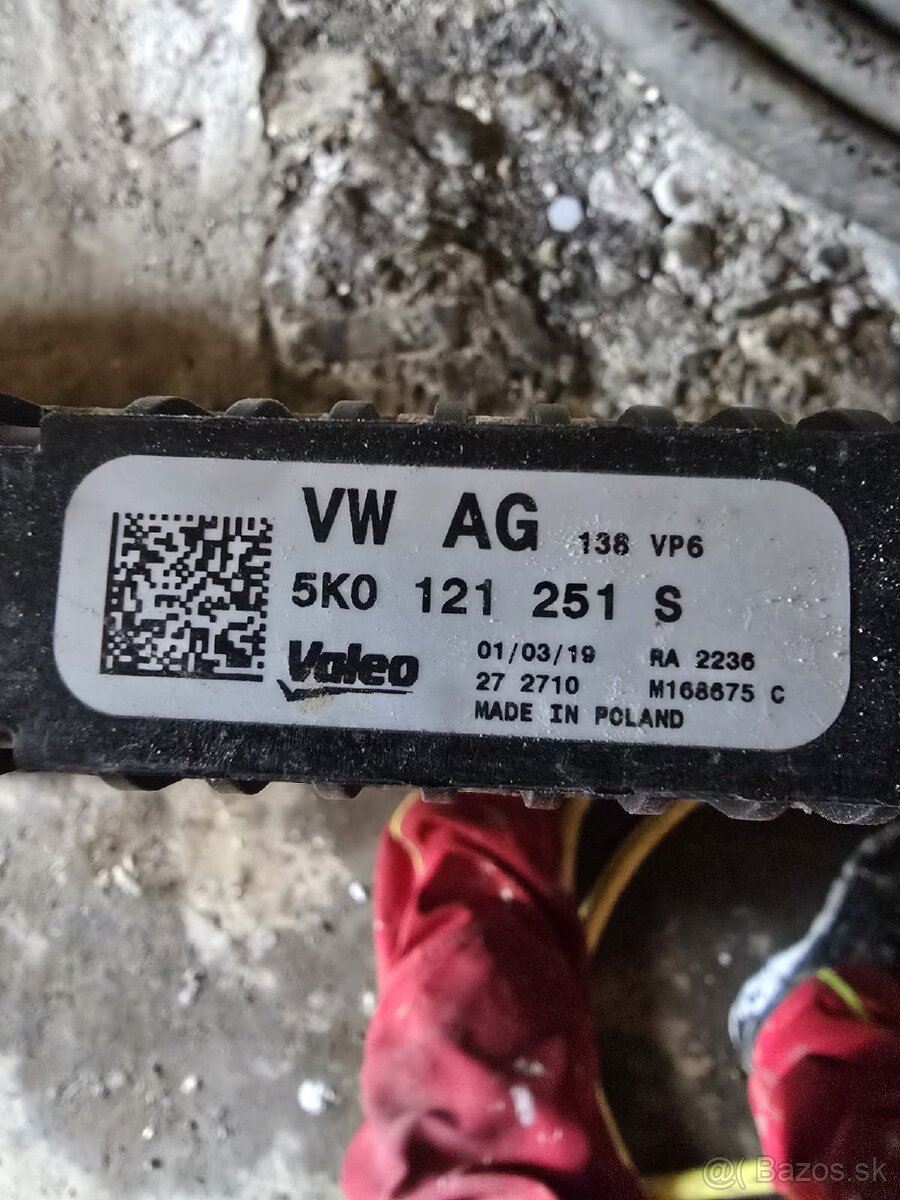 VW AG 138 VP6
5K0 121 251 S
Valeo
01/03/19 RA 2236
27 2710 M168675 C
MADE IN POLAND
@( Bazos.sk